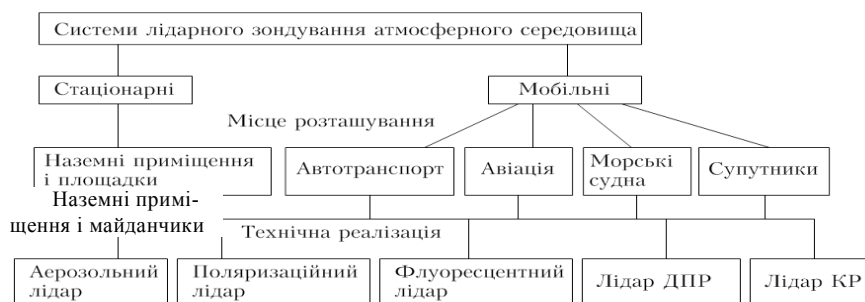 Системи лідарного зондування атмосферного середовища
Стаціонарні
Мобільні
Місце розташування
Наземні приміщення
і площадки
Автотранспорт
Авіація
Морські
судна
Супутники
Наземні примі-
щення і майданчики
Технічна реалізація
Аерозольний
лідар
Поляризаційний
лідар
Флуоресцентний
лідар
Лідар ДПР
Лідар КР